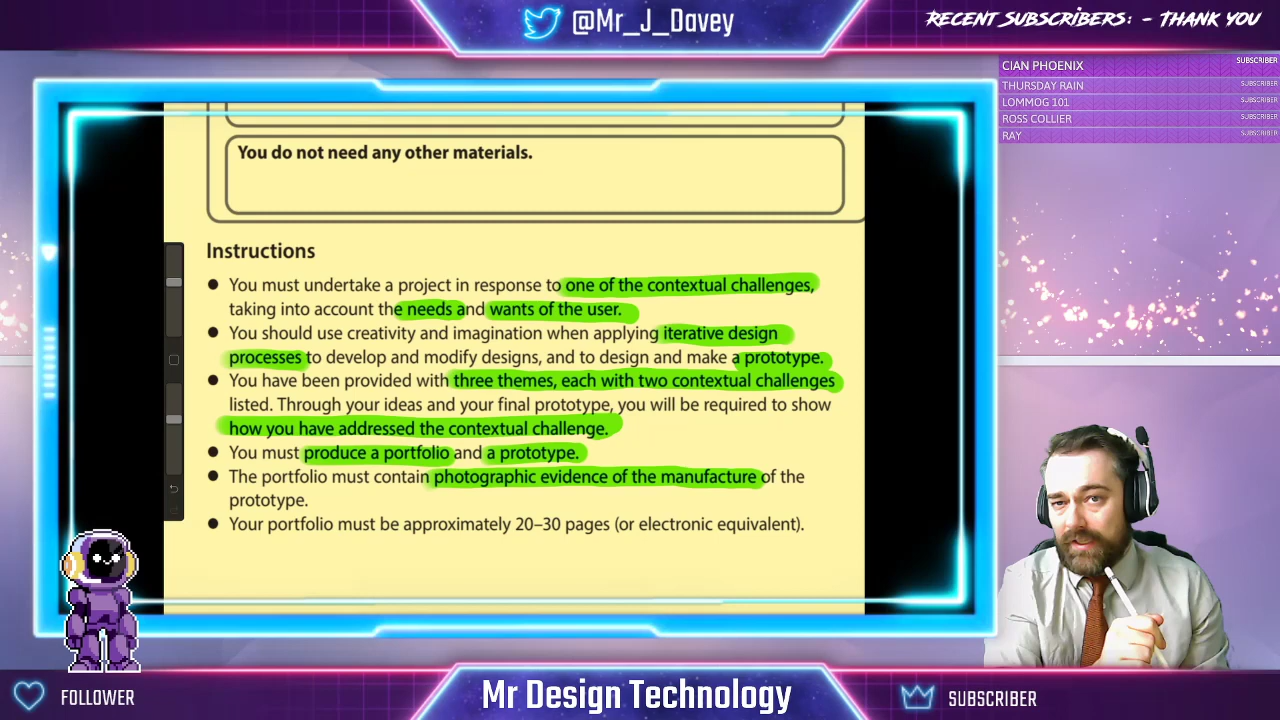 @Mr_J_Davey
RECENT SUBSCRIBERS: - THANK YOU
CIAN PHOENIX SUBSCRIBER
THURSDAY RAIN SUBSCRIBER
LOMMOG 101 SUBSCRIBER
ROSS COLLIER SUBSCRIBER
RAY SUBSCRIBER
You do not need any other materials.
Instructions
● You must undertake a project in response to one of the contextual challenges,
taking into account the needs and wants of the user.
● You should use creativity and imagination when applying iterative design
processes to develop and modify designs, and to design and make a prototype.
● You have been provided with three themes, each with two contextual challenges
listed. Through your ideas and your final prototype, you will be required to show
how you have addressed the contextual challenge.
● You must produce a portfolio and a prototype.
● The portfolio must contain photographic evidence of the manufacture of the
prototype.
● Your portfolio must be approximately 20–30 pages (or electronic equivalent).
FOLLOWER
Mr Design Technology
SUBSCRIBER